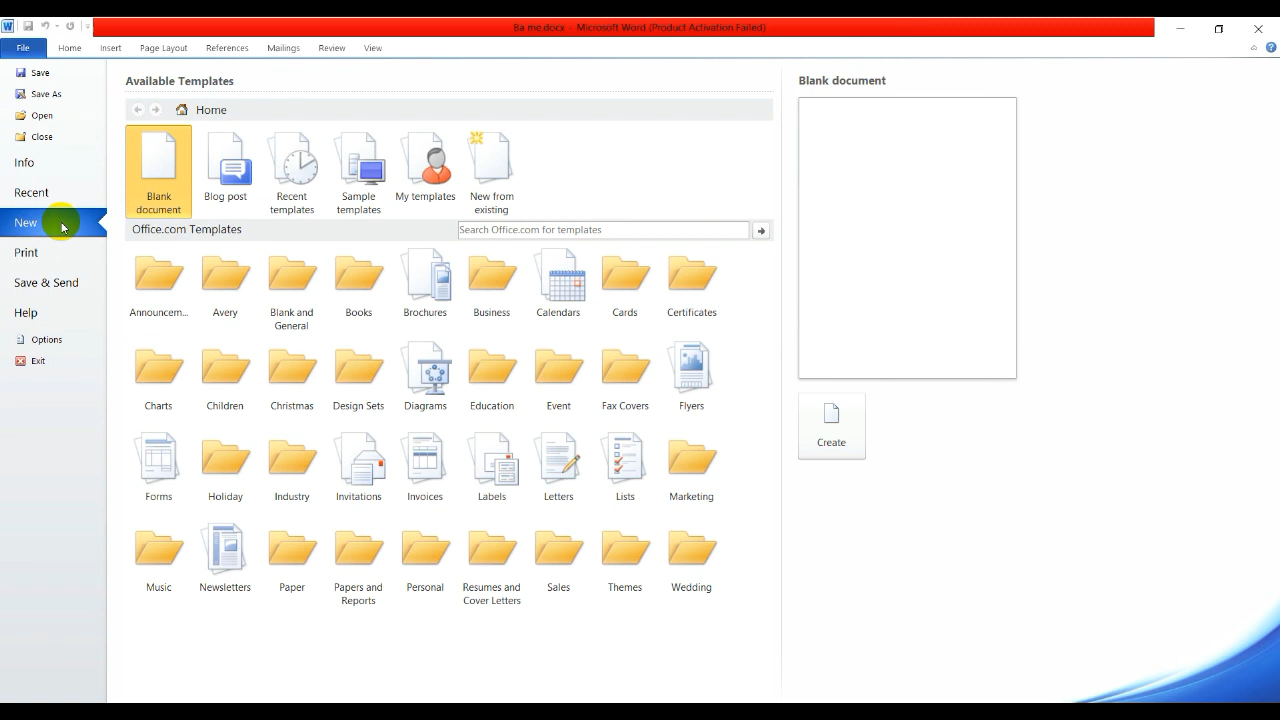 Ba me.docx - Microsoft Word (Product Activation Failed)
File Home Insert Page Layout References Mailings Review View
Save
Save As
Open
Close
Info
Recent
New
Print
Save & Send
Help
Options
Exit
Available Templates
Home
Blank document
Blog post
Recent templates
Sample templates
My templates
New from existing
Office.com Templates
Search Office.com for templates
Announcem... Avery Blank and General Books Brochures Business Calendars Cards Certificates
Charts Children Christmas Design Sets Diagrams Education Event Fax Covers Flyers
Forms Holiday Industry Invitations Invoices Labels Letters Lists Marketing
Music Newsletters Paper Papers and Reports Personal Resumes and Cover Letters Sales Themes Wedding
Blank document
Create